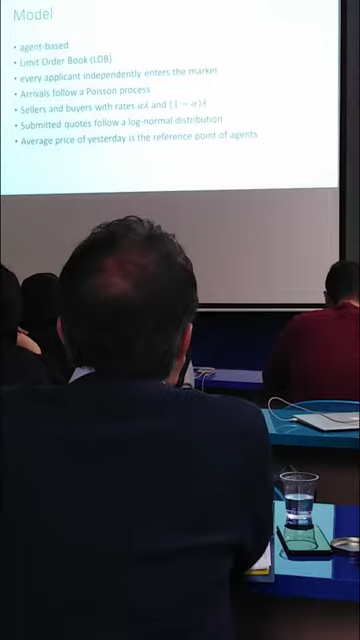 Model
• agent-based
• Limit Order Book (LOB)
• every applicant independently enters the market
• Arrivals follow a Poisson process
• Sellers and buyers with rates αλ and (1 − α)λ
• Submitted quotes follow a log-normal distribution
• Average price of yesterday is the reference point of agents